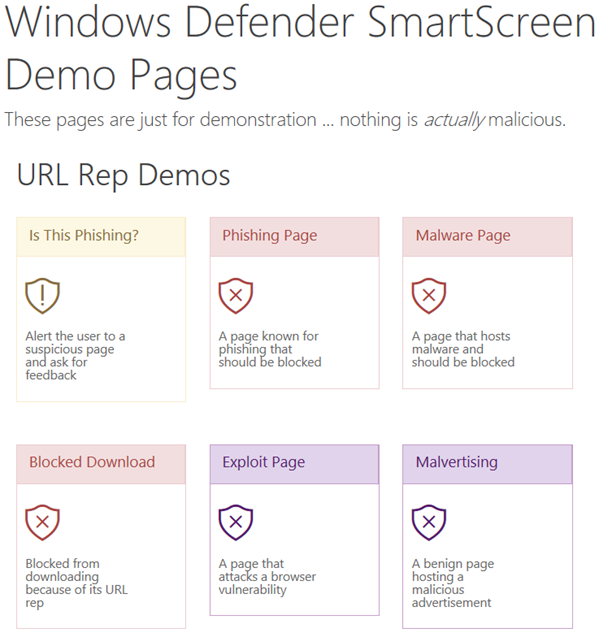 Windows Defender SmartScreen
Demo Pages
These pages are just for demonstration ... nothing is actually malicious.
URL Rep Demos
Is This Phishing?
Alert the user to a
suspicious page
and ask for
feedback
Phishing Page
A page known for
phishing that
should be blocked
Malware Page
A page that hosts
malware and
should be blocked
Blocked Download
Blocked from
downloading
because of its URL
rep
Exploit Page
A page that
attacks a browser
vulnerability
Malvertising
A benign page
hosting a
malicious
advertisement